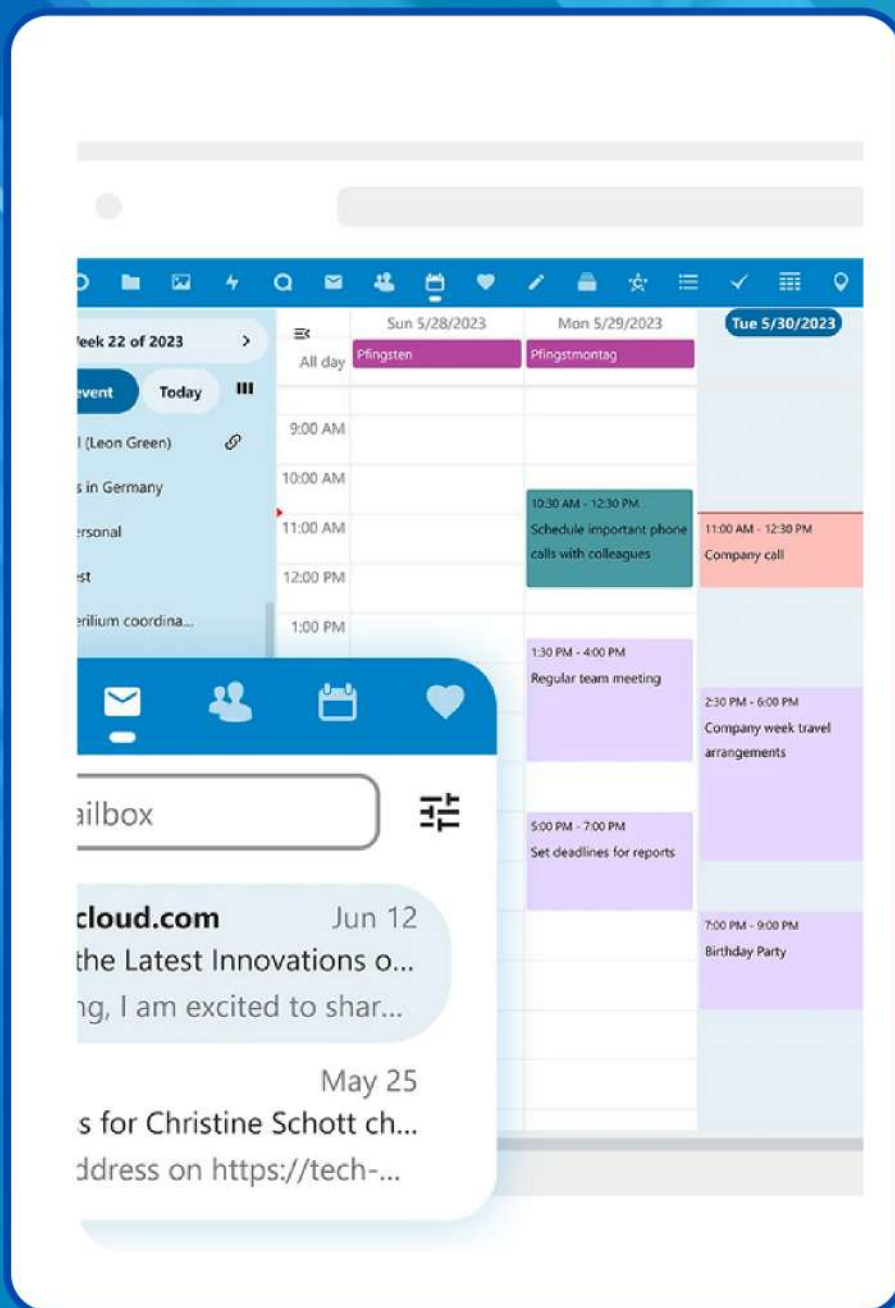 Week 22 of 2023
event
Today
l (Leon Green)
s in Germany
ersonal
st
erilium coordina...
Sun 5/28/2023
Mon 5/29/2023
Tue 5/30/2023
All day
Pfingsten
Pfingstmontag
9:00 AM
10:00 AM
11:00 AM
12:00 PM
1:00 PM
10:30 AM - 12:30 PM
Schedule important phone
calls with colleagues
1:30 PM - 4:00 PM
Regular team meeting
5:00 PM - 7:00 PM
Set deadlines for reports
11:00 AM - 12:30 PM
Company call
2:30 PM - 6:00 PM
Company week travel
arrangements
7:00 PM - 9:00 PM
Birthday Party
ailbox
cloud.com
Jun 12
the Latest Innovations o...
ng, I am excited to shar...
May 25
s for Christine Schott ch...
ddress on https://tech-...